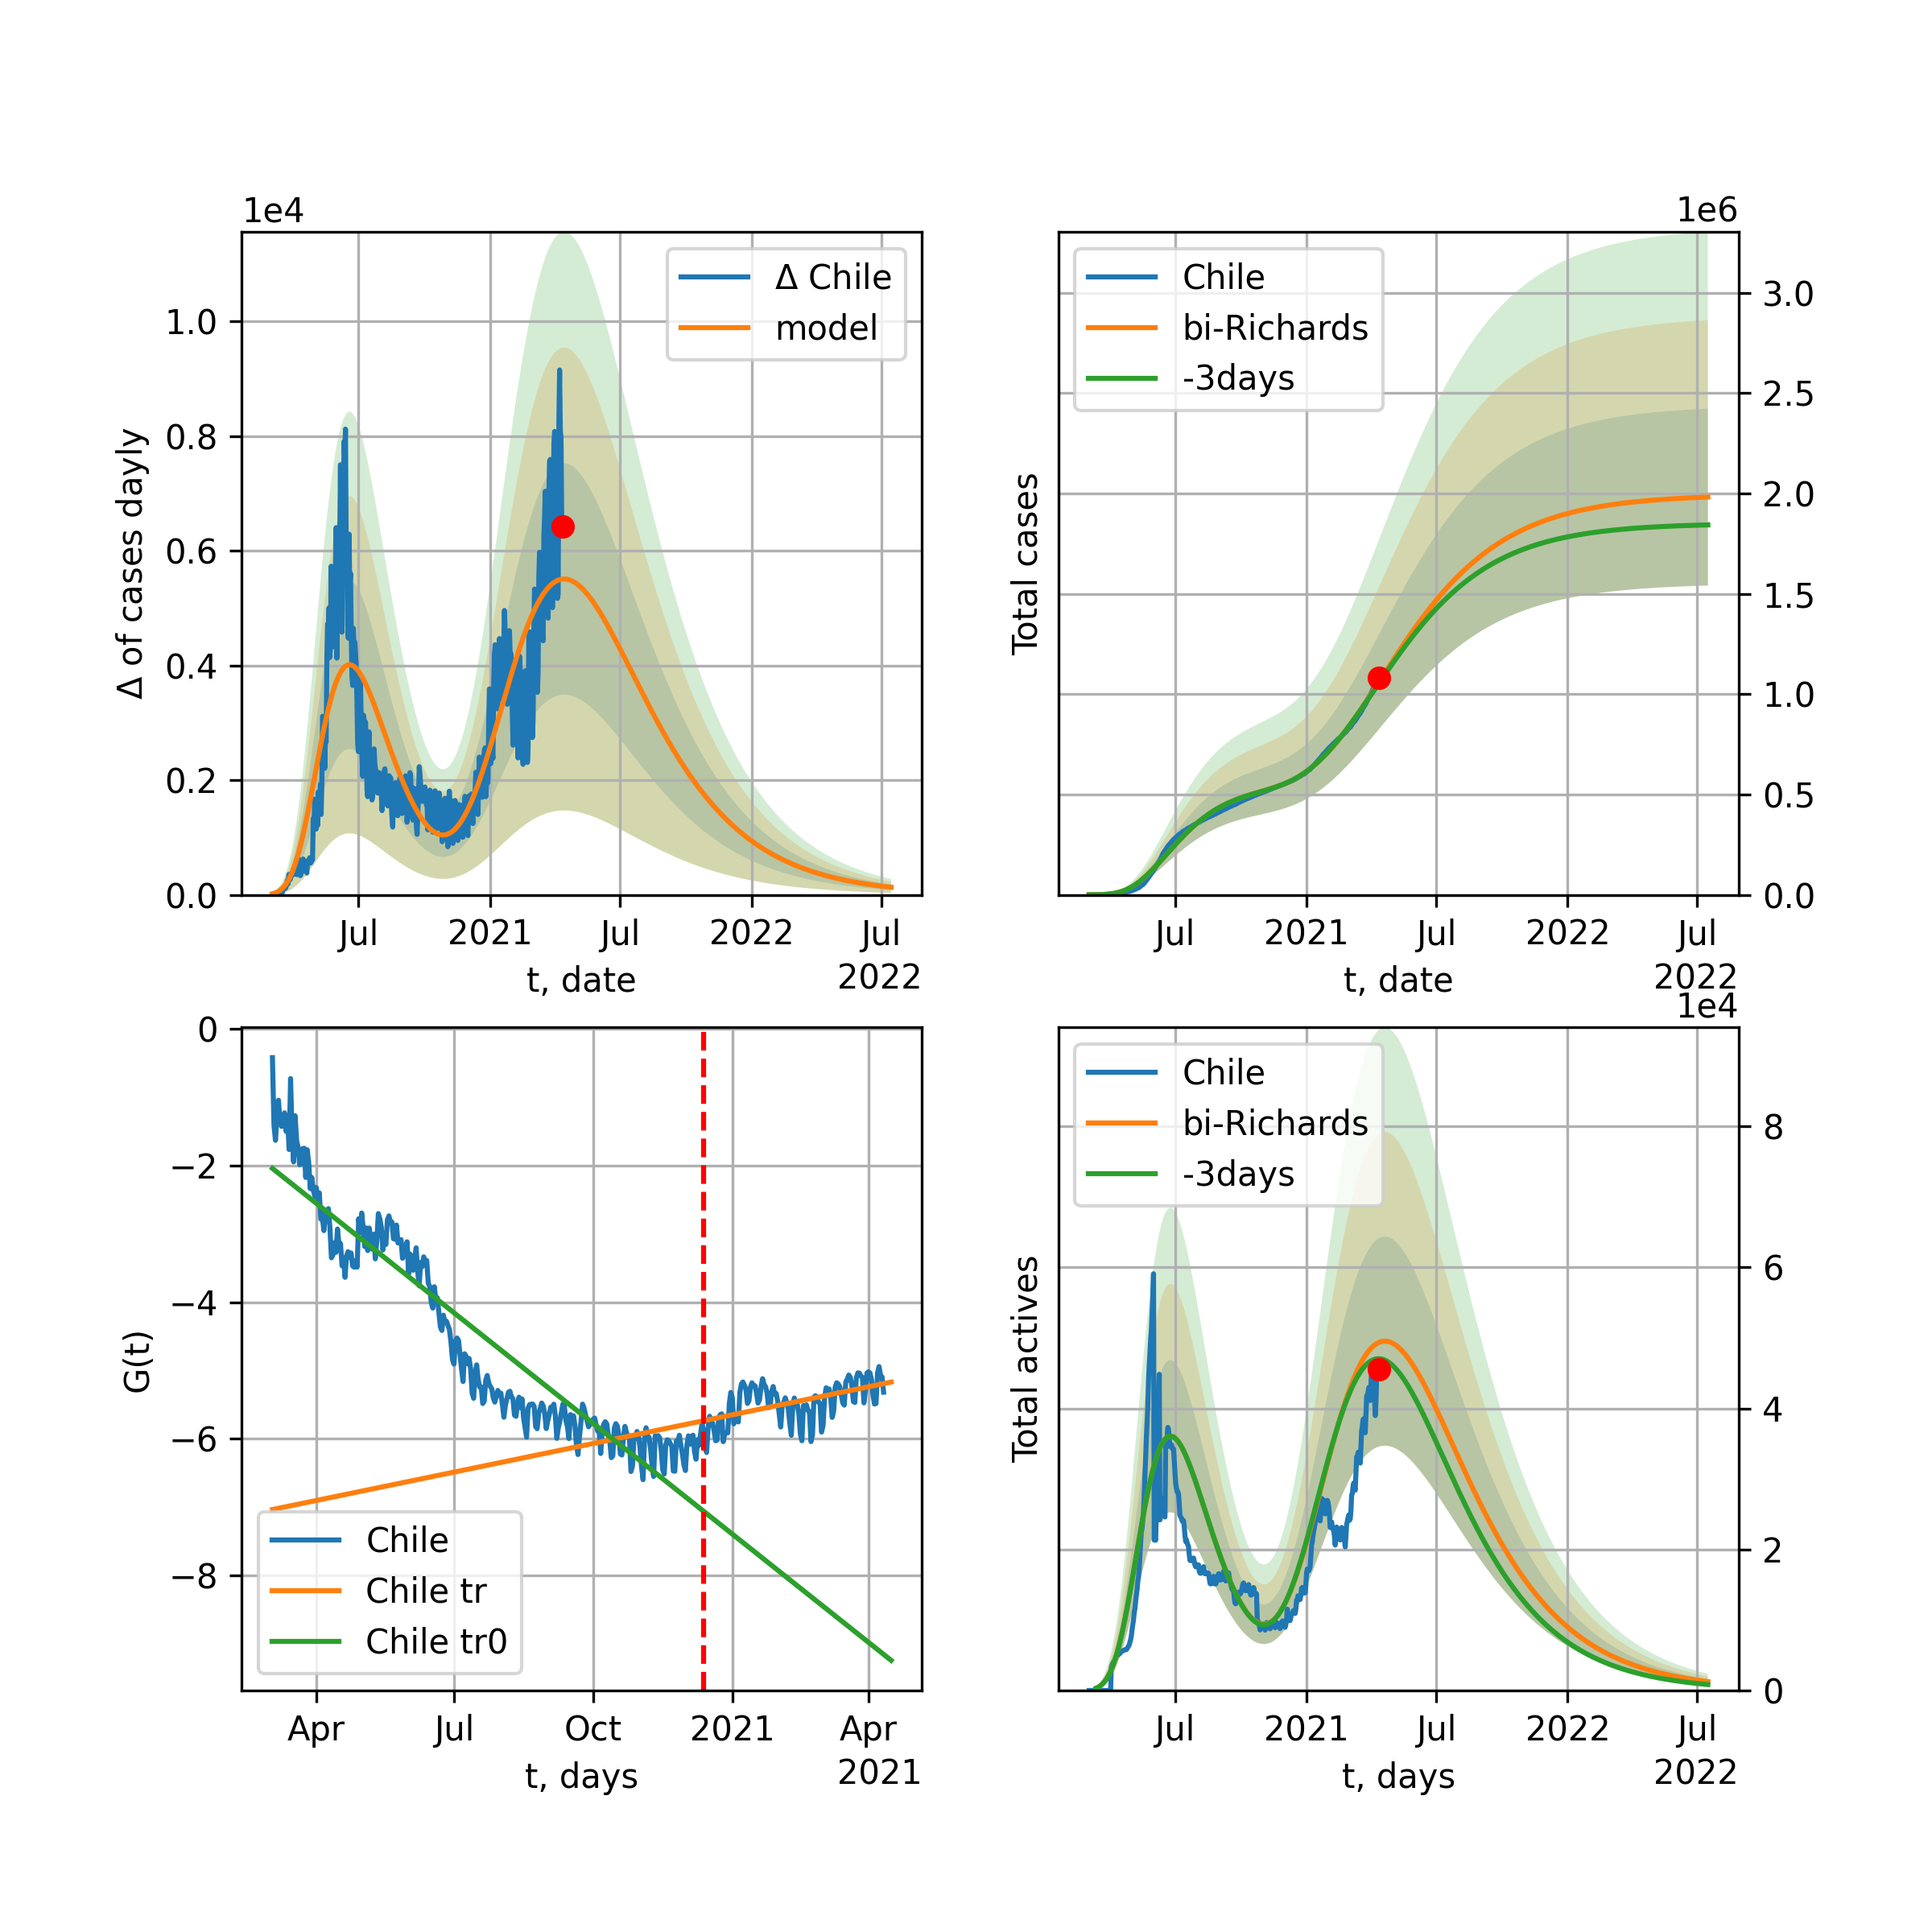 1e4
Δ of cases dayly
1.0
0.8
0.6
0.4
0.2
0.0
Δ Chile
model
Jul
2021
Jul
2022
Jul
2022
t, date
1e6
Total cases
Chile
bi-Richards
-3days
3.0
2.5
2.0
1.5
1.0
0.5
0.0
Jul
2021
Jul
2022
Jul
2022
t, date
G(t)
0
−2
−4
−6
−8
Chile
Chile tr
Chile tr0
Apr
Jul
Oct
2021
Apr
2021
t, days
1e4
Total actives
Chile
bi-Richards
-3days
8
6
4
2
0
Jul
2021
Jul
2022
Jul
2022
t, days